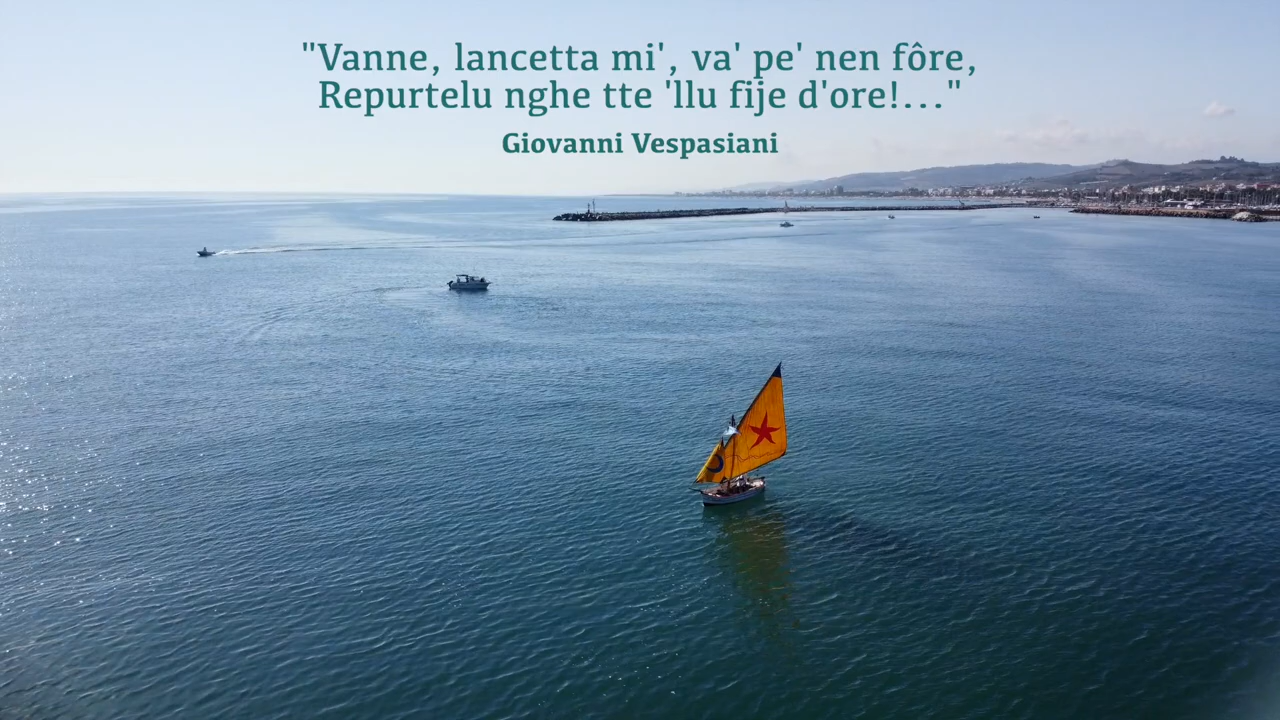 "Vanne, lancetta mi', va' pe' nen fôre,
Repurtelu nghe tte 'llu fije d'ore!..."
Giovanni Vespasiani